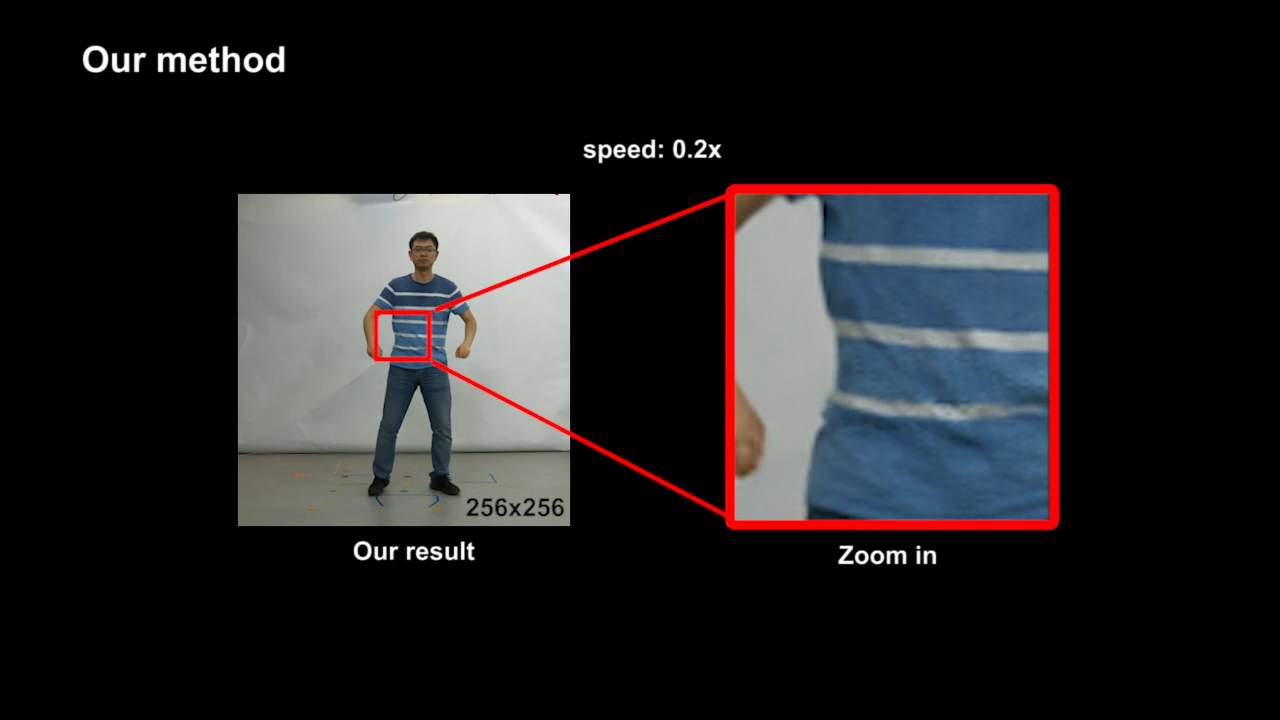 Our method
speed: 0.2x
256x256
Our result
Zoom in